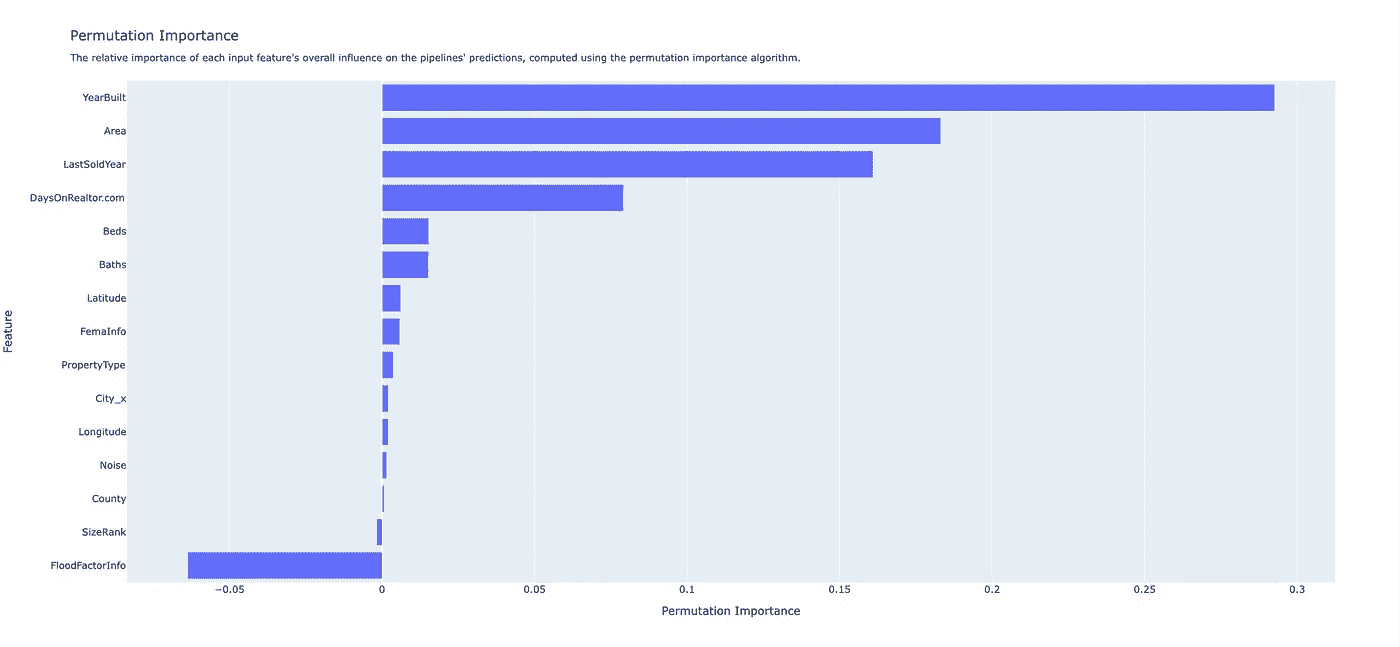 Permutation Importance
The relative importance of each input feature's overall influence on the pipelines' predictions, computed using the permutation importance algorithm.
YearBuilt
Area
LastSoldYear
DaysOnRealtor.com
Beds
Baths
Latitude
FemaInfo
PropertyType
City_x
Longitude
Noise
County
SizeRank
FloodFactorInfo
Feature
−0.05 0 0.05 0.1 0.15 0.2 0.25 0.3
Permutation Importance